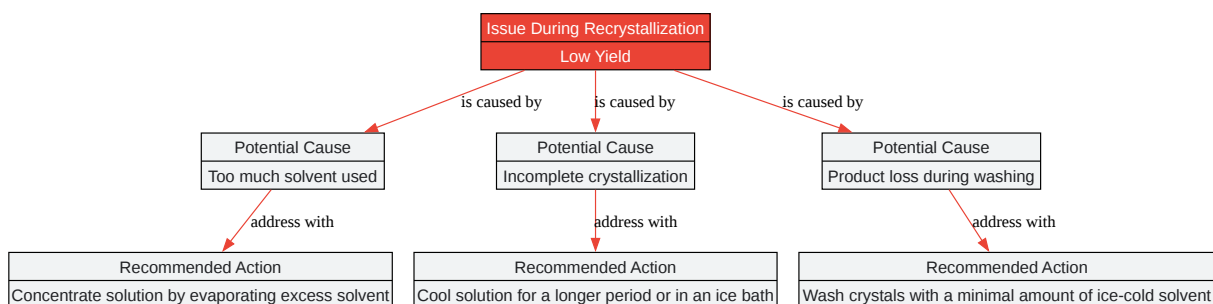 Issue During Recrystallization
Low Yield
is caused by
is caused by
is caused by
Potential Cause
Too much solvent used
Potential Cause
Incomplete crystallization
Potential Cause
Product loss during washing
address with
address with
address with
Recommended Action
Concentrate solution by evaporating excess solvent
Recommended Action
Cool solution for a longer period or in an ice bath
Recommended Action
Wash crystals with a minimal amount of ice-cold solvent